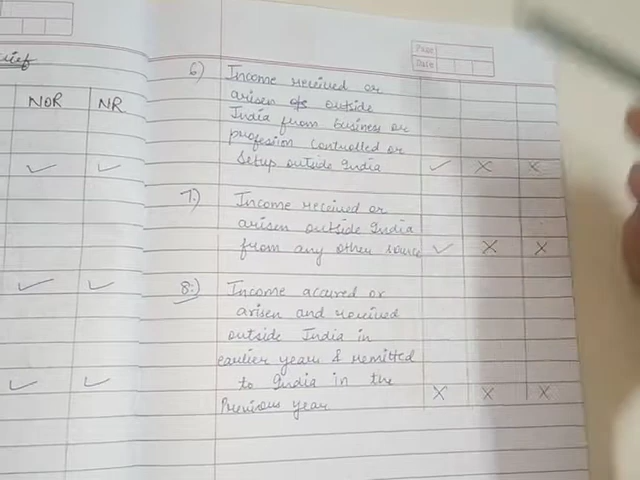 NOR NR
Page
Date
6) Income received or
arisen outside
India from business or
profession controlled or
setup outside India ✓ ✗ ✗
7.) Income received or
arisen outside India
from any other source ✓ ✗ ✗
8.) Income accured or
arisen and received
outside India in
earlier years & remitted
to India in the
Previous year ✗ ✗ ✗